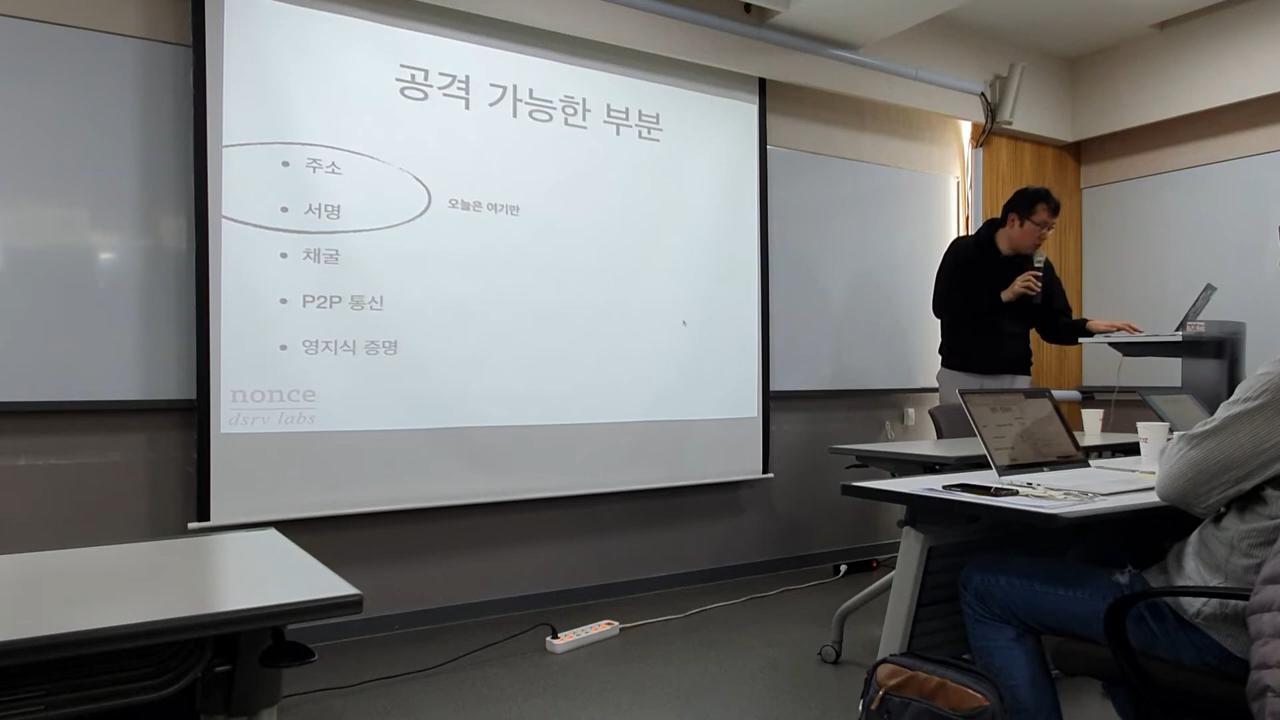 공격 가능한 부분
주소
서명
오늘은 여기만
채굴
P2P 통신
영지식 증명
nonce
dsrv labs